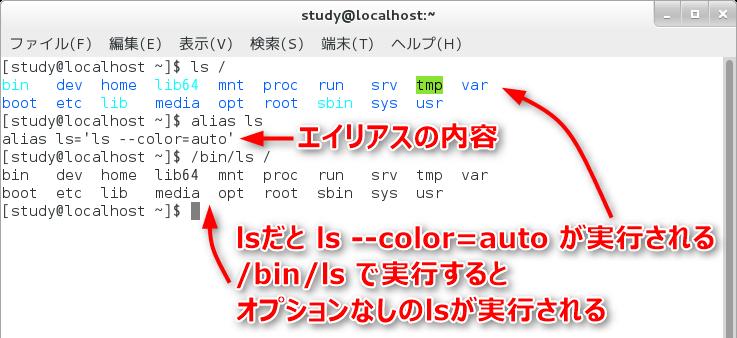 study@localhost:~
ファイル(F) 編集(E) 表示(V) 検索(S) 端末(T) ヘルプ(H)
[study@localhost ~]$ ls /
bin dev home lib64 mnt proc run srv tmp var
boot etc lib media opt root sbin sys usr
[study@localhost ~]$ alias ls
alias ls='ls --color=auto'
エイリアスの内容
[study@localhost ~]$ /bin/ls /
bin dev home lib64 mnt proc run srv tmp var
boot etc lib media opt root sbin sys usr
[study@localhost ~]$
lsだと ls --color=auto が実行される
/bin/ls で実行すると
オプションなしのlsが実行される